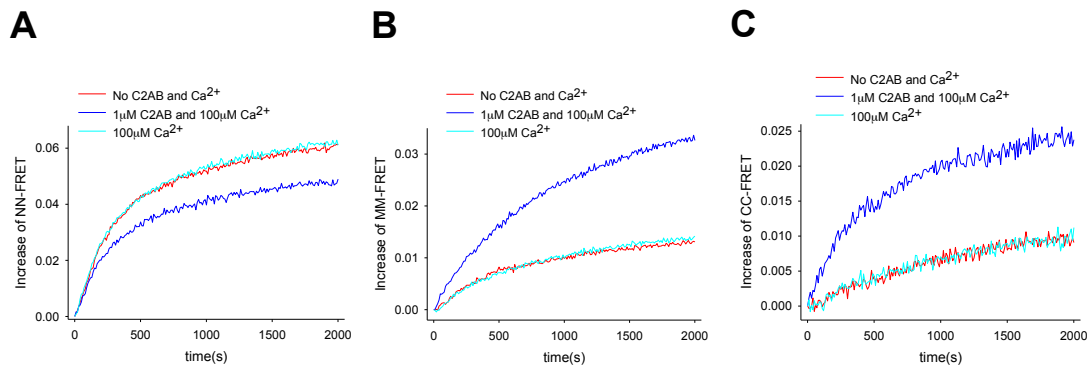 A
No C2AB and Ca2+
1μM C2AB and 100μM Ca2+
100μM Ca2+
Increase of NN-FRET
0.06
0.04
0.02
0.00
0
500
1000
1500
2000
time(s)
B
No C2AB and Ca2+
1μM C2AB and 100μM Ca2+
100μM Ca2+
Increase of MM-FRET
0.03
0.02
0.01
0.00
0
500
1000
1500
2000
time(s)
C
No C2AB and Ca2+
1μM C2AB and 100μM Ca2+
100μM Ca2+
Increase of CC-FRET
0.025
0.020
0.015
0.010
0.005
0.000
0
500
1000
1500
2000
time(s)